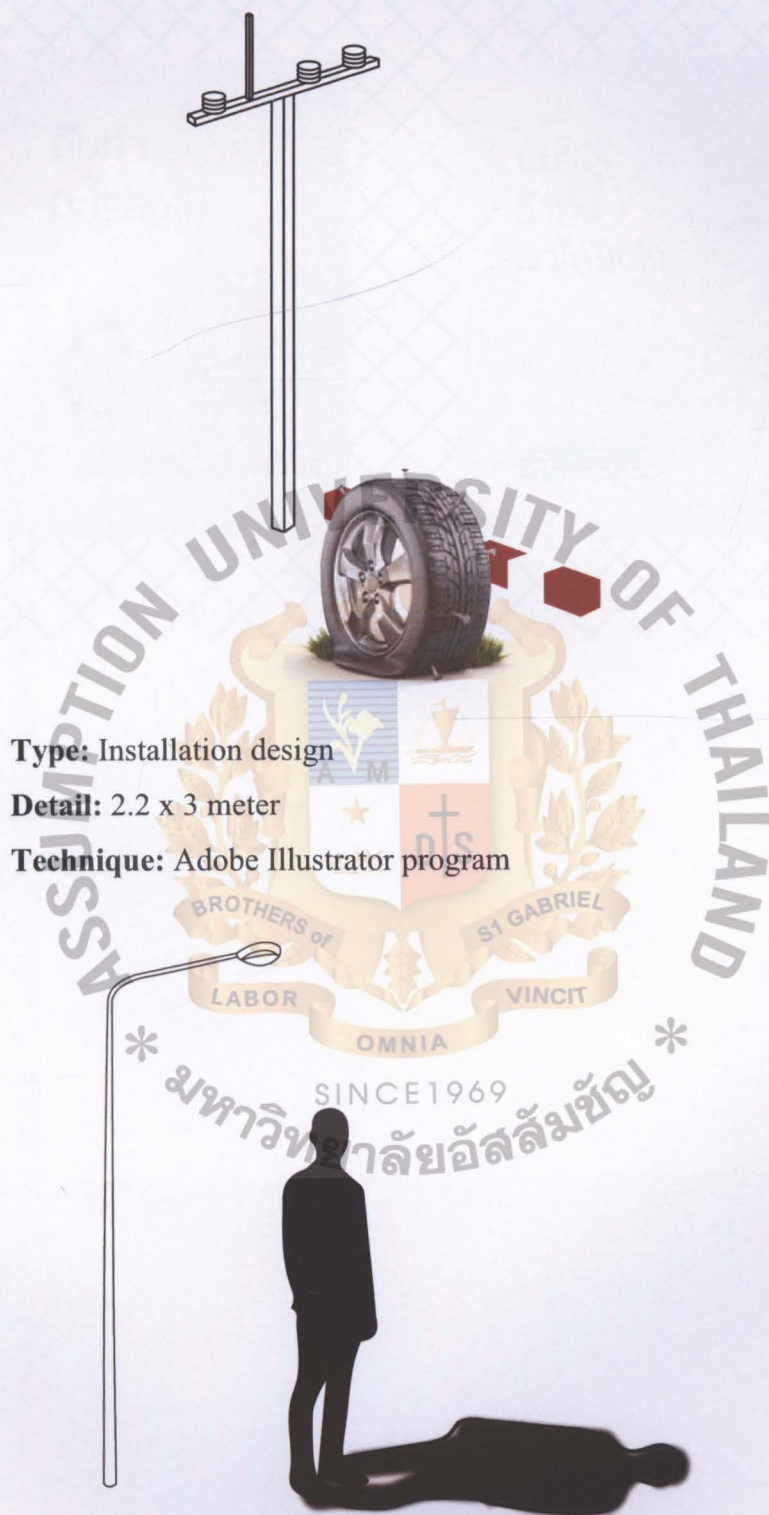 ASSUMPTION UNIVERSITY OF THAILAND
Type: Installation design
A M
Detail: 2.2 x 3 meter
DS
Technique: Adobe Illustrator program
BROTHERS of S1 GABRIEL
LABOR OMNIA VINCIT
SINCE1969
* มหาวิทยาลัยอัสสัมชัญ *